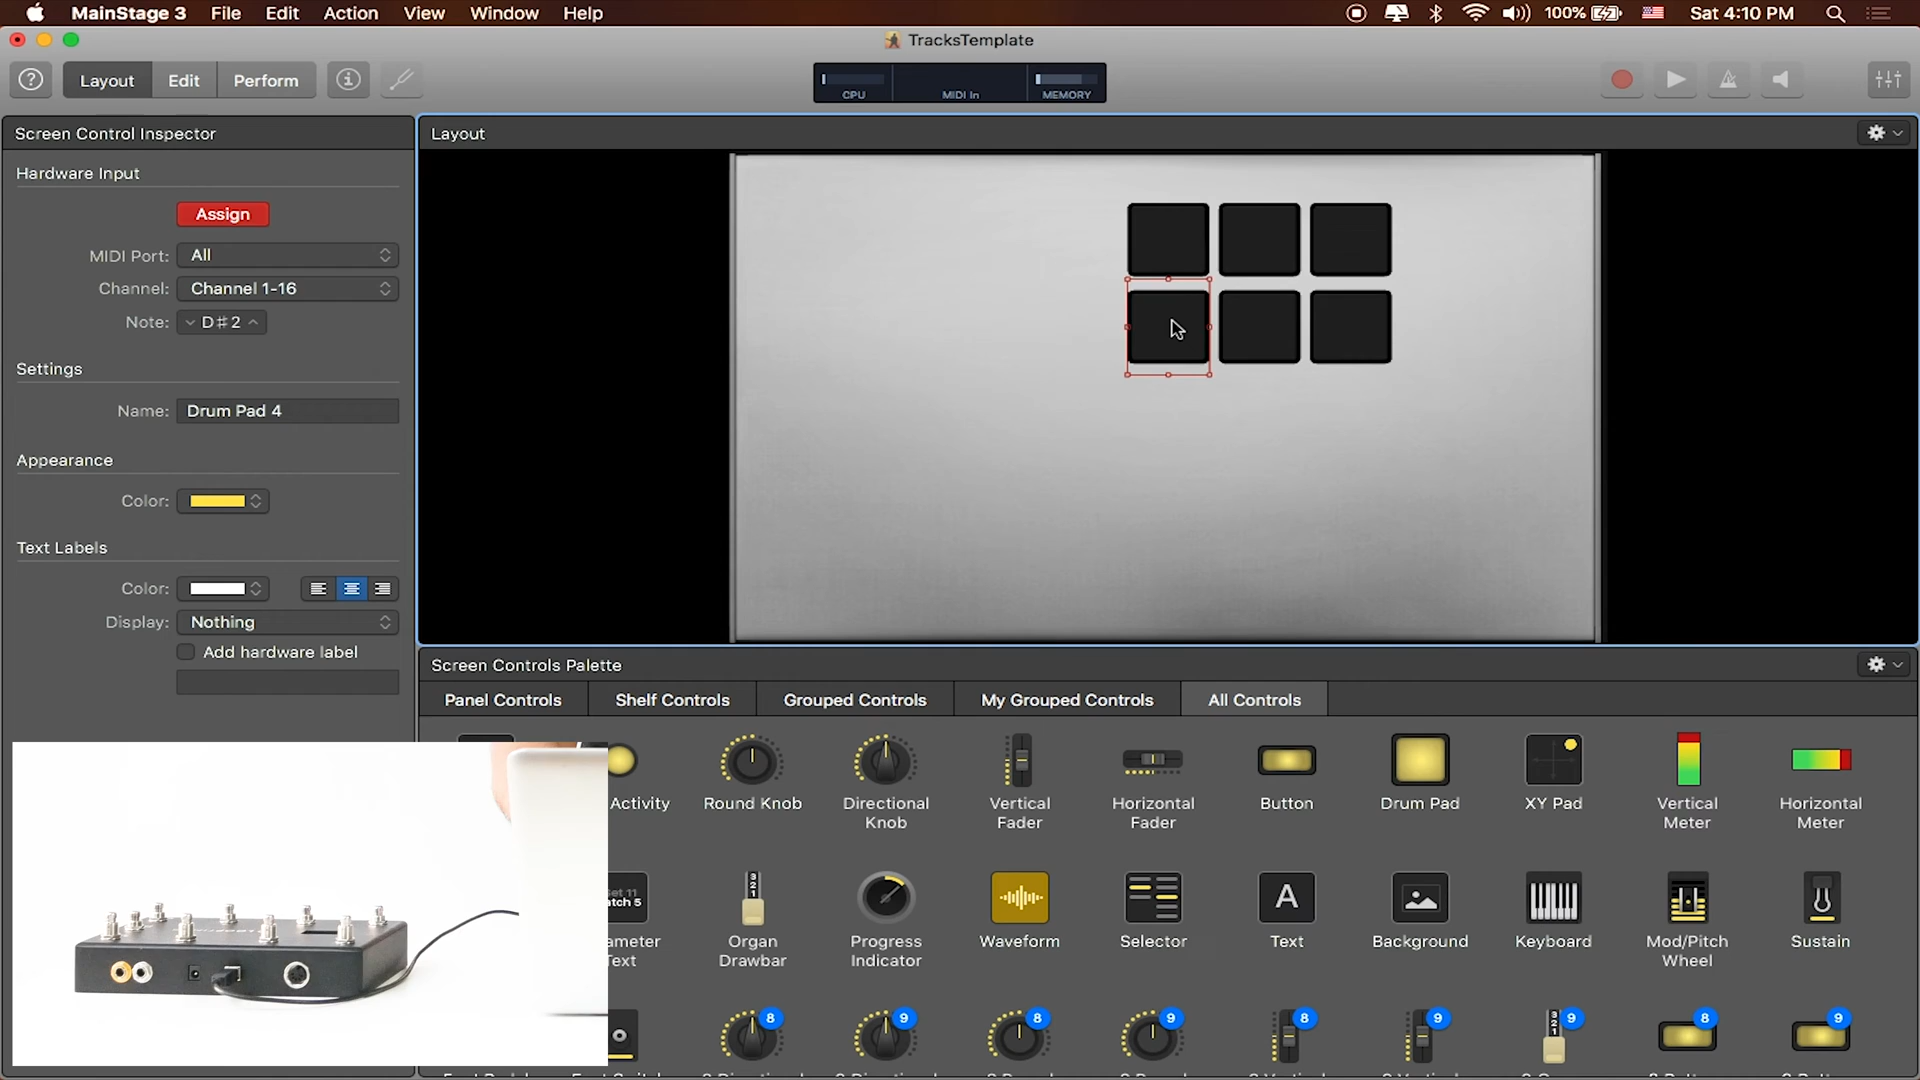 MainStage 3 File Edit Action View Window Help 100% Sat 4:10 PM
TracksTemplate
Layout Edit Perform
CPU MIDI In MEMORY
Screen Control Inspector
Layout
Hardware Input
Assign
MIDI Port: All
Channel: Channel 1-16
Note: D♯2
Settings
Name: Drum Pad 4
Appearance
Color:
Text Labels
Color:
Display: Nothing
Add hardware label
Screen Controls Palette
Panel Controls Shelf Controls Grouped Controls My Grouped Controls All Controls
Activity Round Knob Directional Knob Vertical Fader Horizontal Fader Button Drum Pad XY Pad Vertical Meter Horizontal Meter
Organ Drawbar Progress Indicator Waveform Selector Text Background Keyboard Mod/Pitch Wheel Sustain
8 9 8 9 8 9 9 8 9